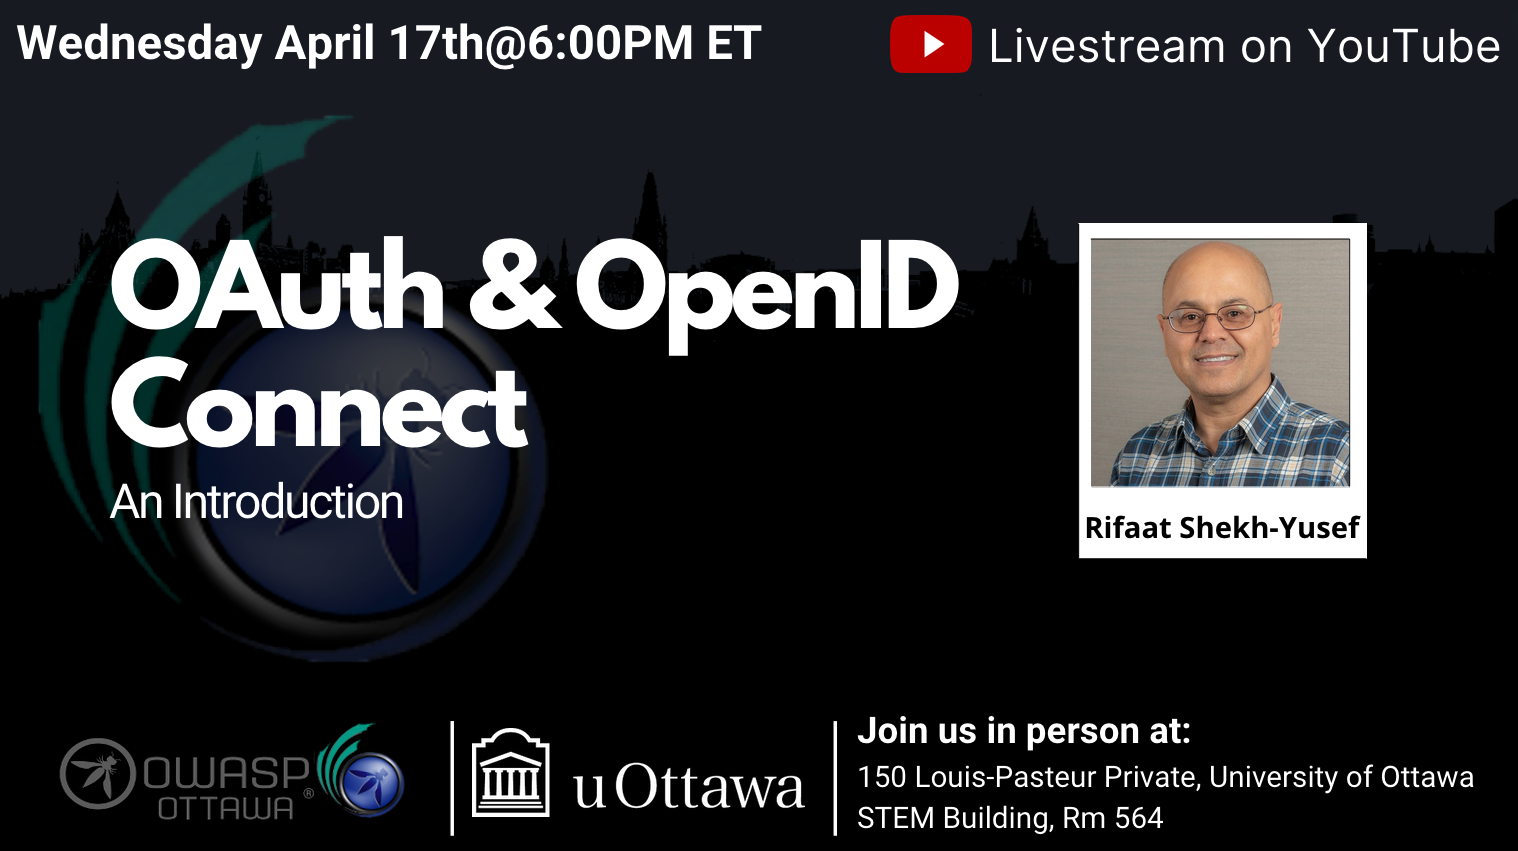 Wednesday April 17th@6:00PM ET
Livestream on YouTube
OAuth & OpenID
Connect
An Introduction
Rifaat Shekh-Yusef
OWASP
OTTAWA
®
uOttawa
Join us in person at:
150 Louis-Pasteur Private, University of Ottawa
STEM Building, Rm 564